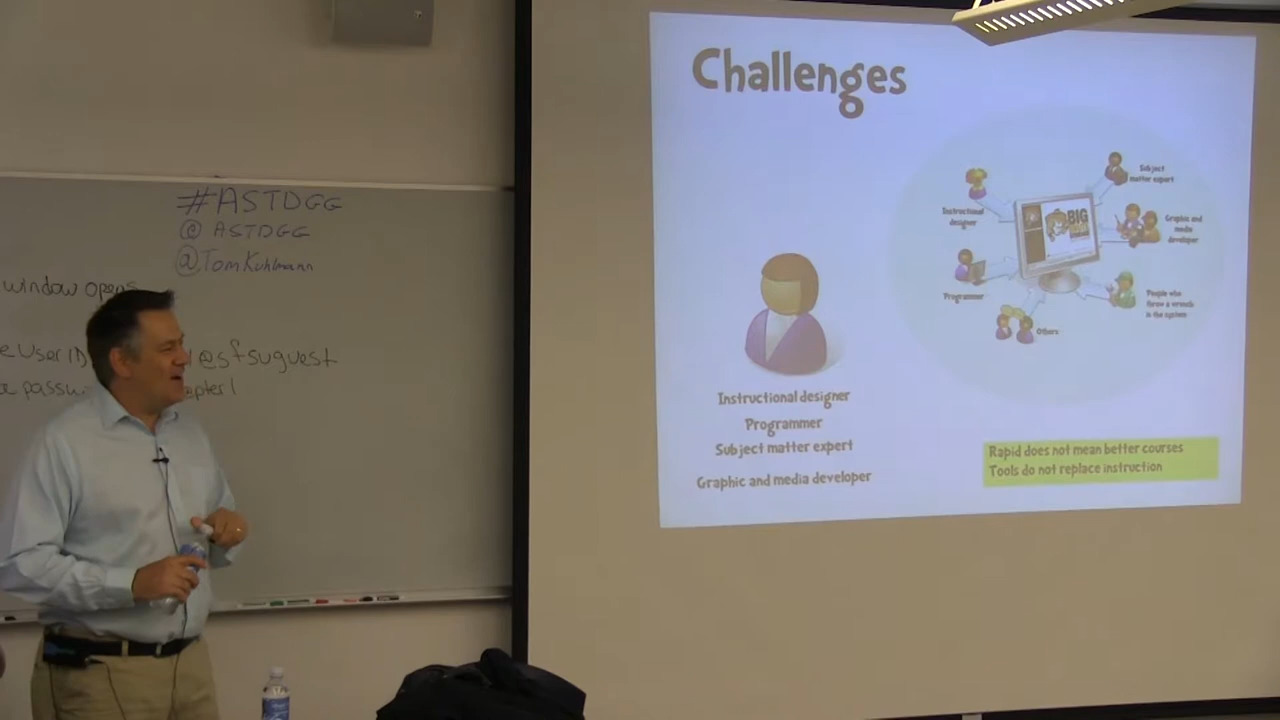 #ASTDGG
@ASTDGG
@TomKuhlmann
window opens
e User ID
@sfsuguest
Challenges
Subject
matter expert
Instructional
designer
BIG
Graphic and
media
developer
Programmer
People who
throw a wrench
in the system
Others
Instructional designer
Programmer
Subject matter expert
Graphic and media developer
Rapid does not mean better courses
Tools do not replace instruction